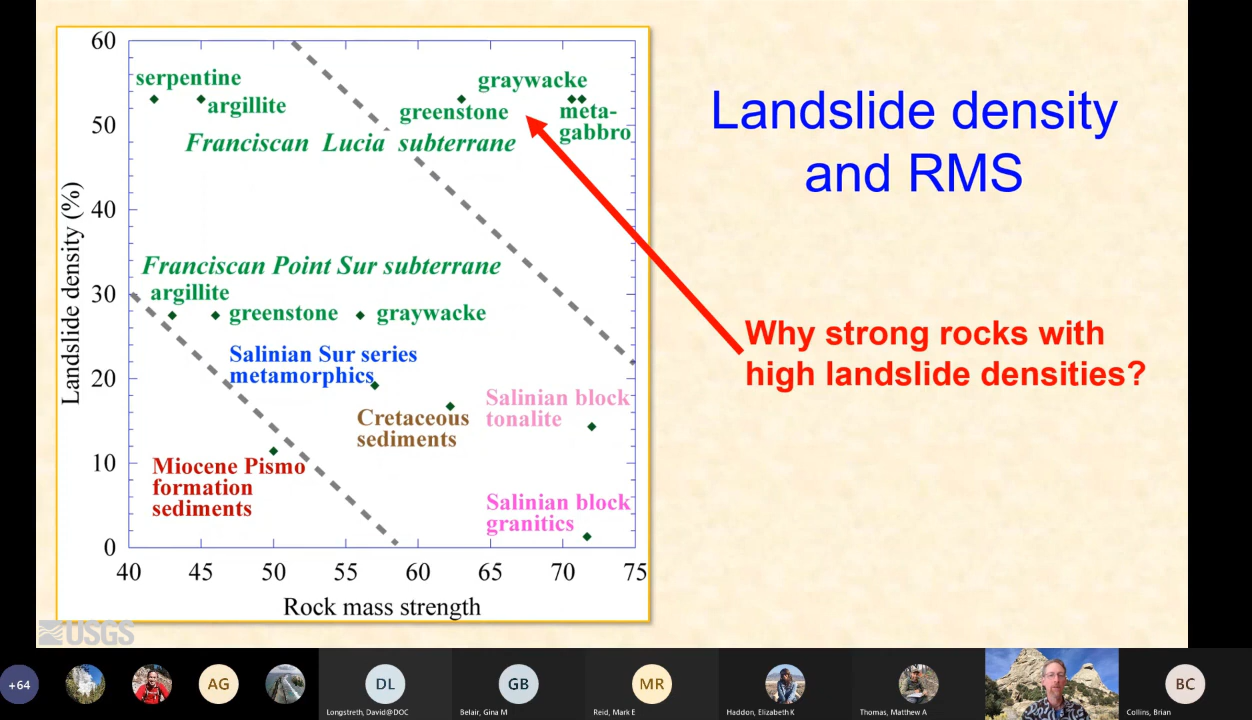 Landslide density
and RMS
Why strong rocks with
high landslide densities?
Landslide density (%)
60
50
40
30
20
10
0
serpentine
argillite
graywacke
greenstone
meta-
gabbro
Franciscan Lucia subterrane
Franciscan Point Sur subterrane
argillite
greenstone
graywacke
Salinian Sur series
metamorphics
Cretaceous
sediments
Salinian block
tonalite
Miocene Pismo
formation
sediments
Salinian block
granitics
40 45 50 55 60 65 70 75
Rock mass strength
USGS
+64
AG
DL
Longstreth, David@DOC
GB
Belair, Gina M
MR
Reid, Mark E
Haddon, Elizabeth K
Thomas, Matthew A
BC
Collins, Brian